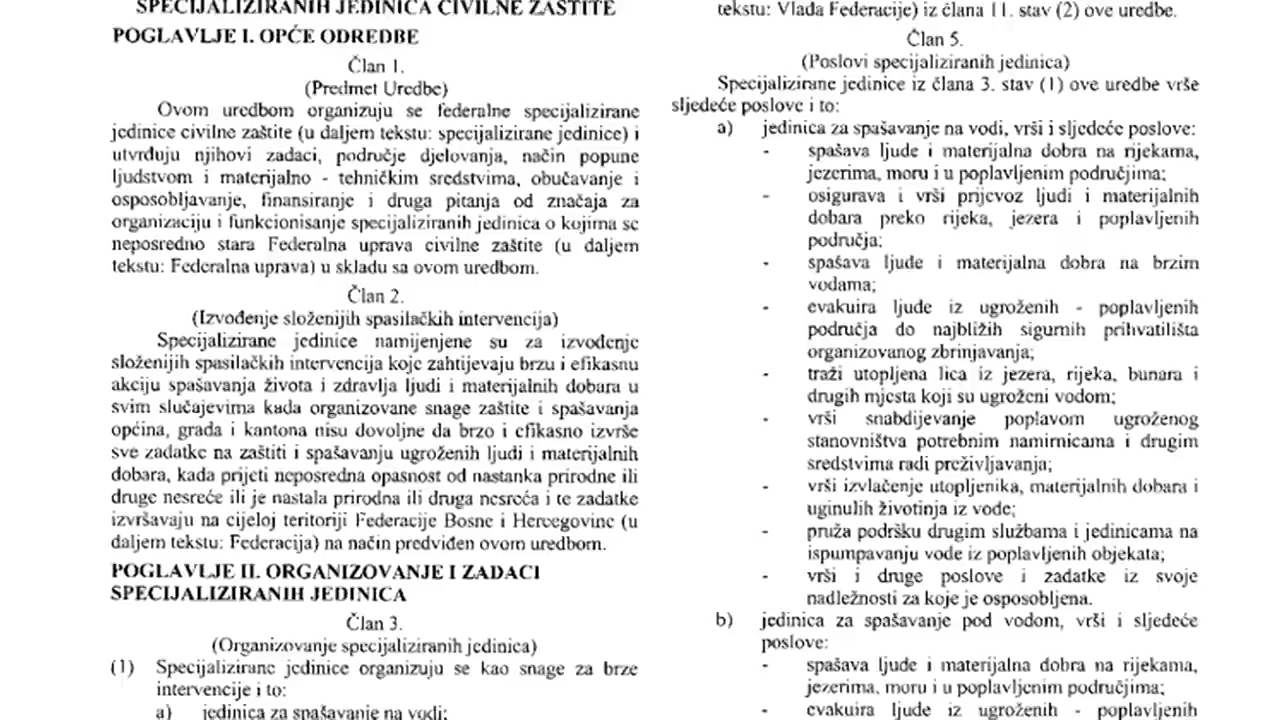 SPECIJALIZIRANIH JEDINICA CIVILNE ZAŠTITE
POGLAVLJE I. OPĆE ODREDBE
Član 1.
(Predmet Uredbe)
Ovom uredbom organizuju se federalne specijalizirane
jedinice civilne zaštite (u daljem tekstu: specijalizirane jedinice) i
utvrđuju njihovi zadaci, područje djelovanja, način popune
ljudstvom i materijalno - tehničkim sredstvima, obučavanje i
osposobljavanje, finansiranje i druga pitanja od značaja za
organizaciju i funkcionisanje specijaliziranih jedinica o kojima se
neposredno stara Federalna uprava civilne zaštite (u daljem
tekstu: Federalna uprava) u skladu sa ovom uredbom.
Član 2.
(Izvođenje složenijih spasilačkih intervencija)
Specijalizirane jedinice namijenjene su za izvođenje
složenijih spasilačkih intervencija koje zahtijevaju brzu i efikasnu
akciju spašavanja života i zdravlja ljudi i materijalnih dobara u
svim slučajevima kada organizovane snage zaštite i spašavanja
općina, grada i kantona nisu dovoljne da brzo i efikasno izvrše
sve zadatke na zaštiti i spašavanju ugroženih ljudi i materijalnih
dobara, kada prijeti neposredna opasnost od nastanka prirodne ili
druge nesreće ili je nastala prirodna ili druga nesreća i te zadatke
izvršavaju na cijeloj teritoriji Federacije Bosne i Hercegovine (u
daljem tekstu: Federacija) na način predviđen ovom uredbom.
POGLAVLJE II. ORGANIZOVANJE I ZADACI
SPECIJALIZIRANIH JEDINICA
Član 3.
(Organizovanje specijaliziranih jedinica)
(1) Specijalizirane jedinice organizuju se kao snage za brze
intervencije i to:
a) jedinica za spašavanje na vodi;
tekstu: Vlada Federacije) iz člana 11. stav (2) ove uredbe.
Član 5.
(Poslovi specijaliziranih jedinica)
Specijalizirane jedinice iz člana 3. stav (1) ove uredbe vrše
sljedeće poslove i to:
a) jedinica za spašavanje na vodi, vrši i sljedeće poslove:
- spašava ljude i materijalna dobra na rijekama,
jezerima, moru i u poplavljenim područjima;
- osigurava i vrši prijevoz ljudi i materijalnih
dobara preko rijeka, jezera i poplavljenih
područja;
- spašava ljude i materijalna dobra na brzim
vodama;
- evakuira ljude iz ugroženih - poplavljenih
područja do najbližih sigurnih prihvatilišta
organizovanog zbrinjavanja;
- traži utopljena lica iz jezera, rijeka, bunara i
drugih mjesta koji su ugroženi vodom;
- vrši snabdijevanje poplavom ugroženog
stanovništva potrebnim namirnicama i drugim
sredstvima radi preživljavanja;
- vrši izvlačenje utopljenika, materijalnih dobara i
uginulih životinja iz vode;
- pruža podršku drugim službama i jedinicama na
ispumpavanju vode iz poplavljenih objekata;
- vrši i druge poslove i zadatke iz svoje
nadležnosti za koje je osposobljena.
b) jedinica za spašavanje pod vodom, vrši i sljedeće
poslove:
- spašava ljude i materijalna dobra na rijekama,
jezerima, moru i u poplavljenim područjima;
- evakuira ljude iz ugroženih - poplavljenih